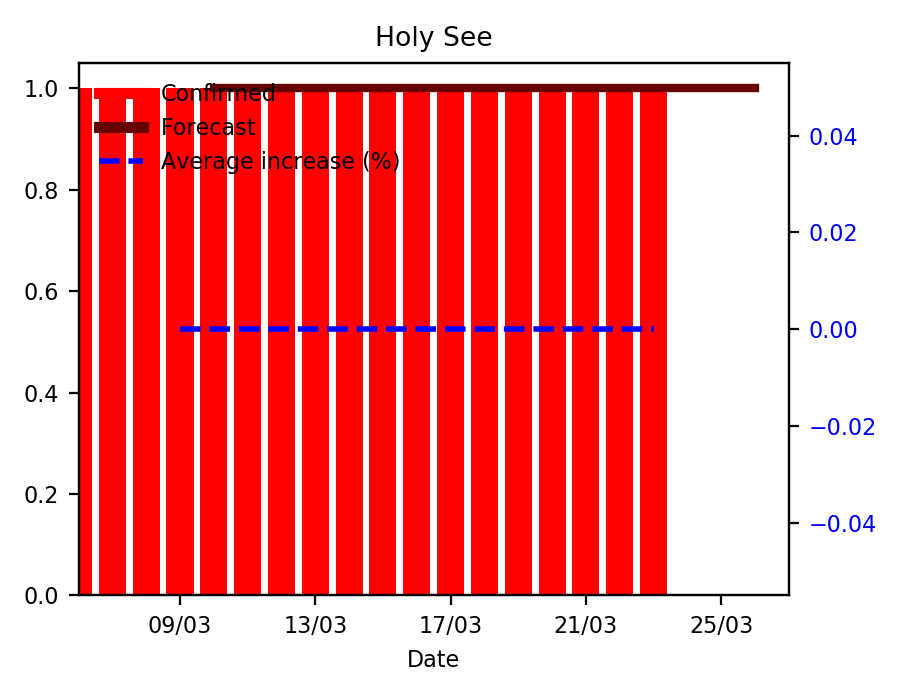 Holy See
1.0
0.8
0.6
0.4
0.2
0.0
Confirmed
Forecast
Average increase (%)
0.04
0.02
0.00
−0.02
−0.04
09/03 13/03 17/03 21/03 25/03
Date